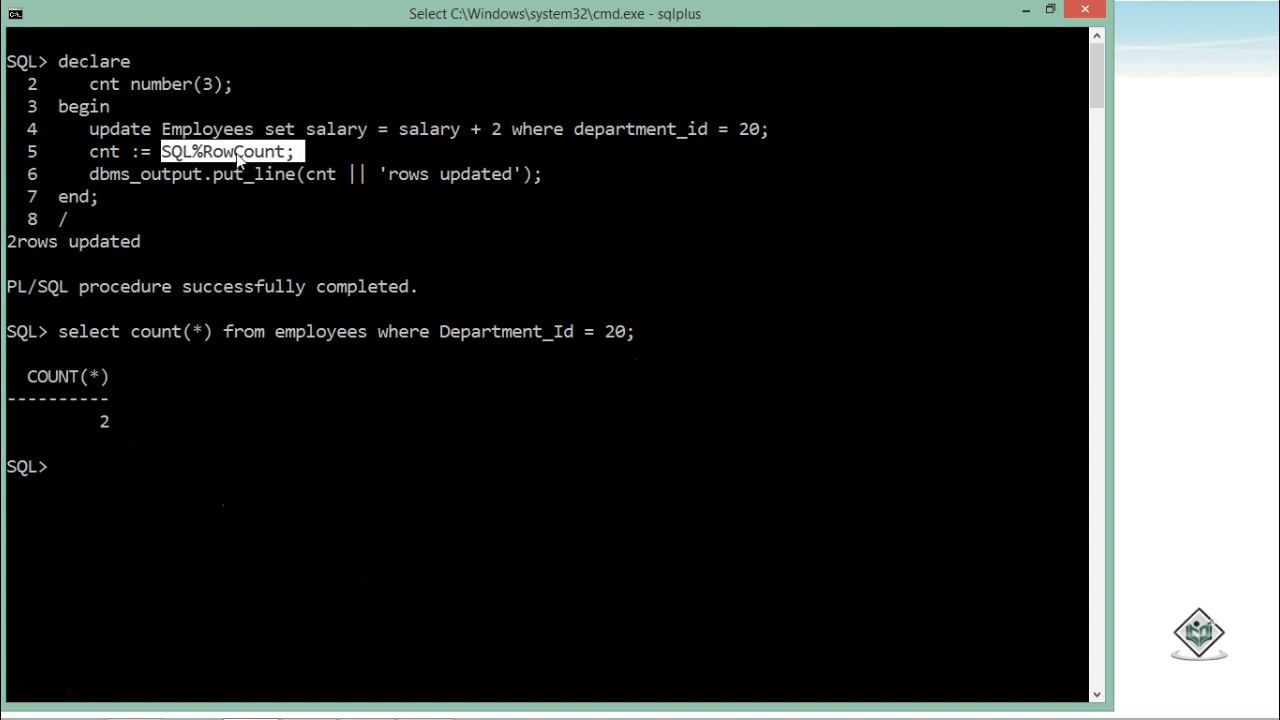 Select C:\Windows\system32\cmd.exe - sqlplus
SQL> declare
2 cnt number(3);
3 begin
4 update Employees set salary = salary + 2 where department_id = 20;
5 cnt := SQL%RowCount;
6 dbms_output.put_line(cnt || 'rows updated');
7 end;
8 /
2rows updated
PL/SQL procedure successfully completed.
SQL> select count(*) from employees where Department_Id = 20;
COUNT(*)
----------
2
SQL>